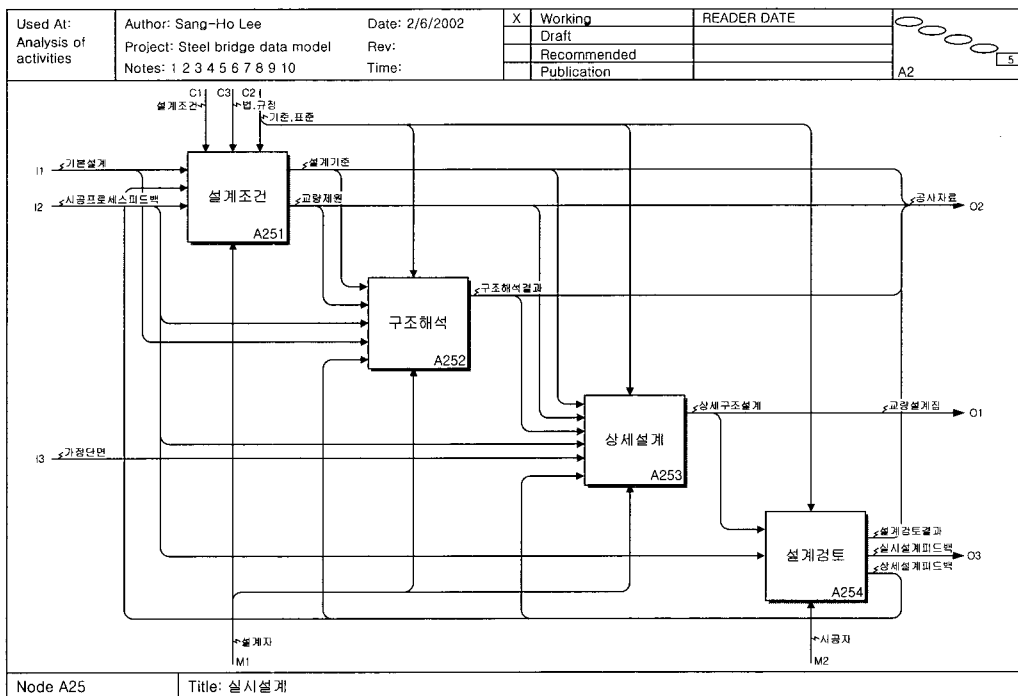 Used At:
Analysis of
activities
Author: Sang-Ho Lee
Date: 2/6/2002
Project: Steel bridge data model
Rev:
Notes: 1 2 3 4 5 6 7 8 9 10
Time:
X
Working
Draft
Recommended
Publication
READER DATE
5
A2
C1
C3
C2
설계조건
법,규정
기준,표준
I1
기본설계
I2
시공프로세스피드백
설계조건
A251
설계기준
교량제원
공사자료
O2
구조해석
A252
구조해석결과
I3
가정단면
상세설계
A253
상세구조설계
교량설계집
O1
설계검토
A254
설계검토결과
실시설계피드백
O3
상세설계피드백
설계자
M1
시공자
M2
Node A25
Title: 실시설계